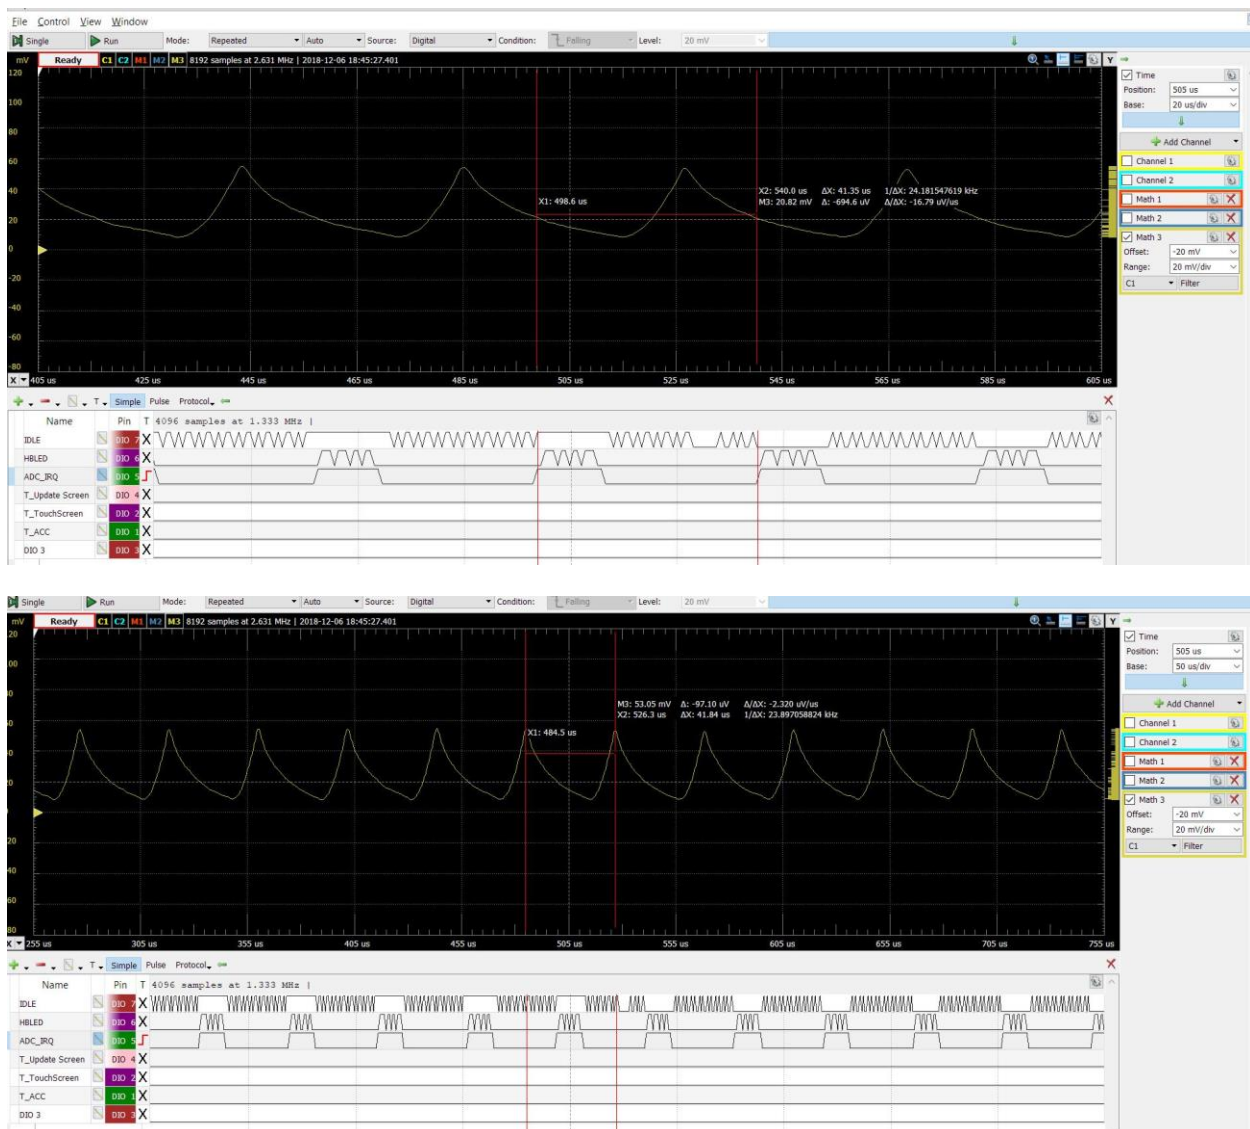 File Control View Window
Single Run Mode: Repeated Auto Source: Digital Condition: Falling Level: 20 mV
mV Ready C1 C2 M1 M2 M3 8192 samples at 2.631 MHz | 2018-12-06 18:45:27.401 Y
120
100
80
60
40
20
0
-20
-40
-60
-80
X1: 498.6 us
X2: 540.0 us ΔX: 41.35 us 1/ΔX: 24.181547619 kHz
M3: 20.82 mV Δ: -694.6 uV Δ/ΔX: -16.79 uV/us
X 405 us 425 us 445 us 465 us 485 us 505 us 525 us 545 us 565 us 585 us 605 us
Time
Position: 505 us
Base: 20 us/div
Add Channel
Channel 1
Channel 2
Math 1
Math 2
Math 3
Offset: -20 mV
Range: 20 mV/div
C1 Filter
T Simple Pulse Protocol
Name Pin T 4096 samples at 1.333 MHz |
IDLE DIO 7 X
HBLED DIO 6 X
ADC_IRQ DIO 5
T_Update Screen DIO 4 X
T_TouchScreen DIO 2 X
T_ACC DIO 1 X
DIO 3 DIO 3 X
Single Run Mode: Repeated Auto Source: Digital Condition: Falling Level: 20 mV
mV Ready C1 C2 M1 M2 M3 8192 samples at 2.631 MHz | 2018-12-06 18:45:27.401 Y
20
00
0
0
0
20
20
40
60
80
X1: 484.5 us
M3: 53.05 mV Δ: -97.10 uV Δ/ΔX: -2.320 uV/us
X2: 526.3 us ΔX: 41.84 us 1/ΔX: 23.897058824 kHz
X 255 us 305 us 355 us 405 us 455 us 505 us 555 us 605 us 655 us 705 us 755 us
Time
Position: 505 us
Base: 50 us/div
Add Channel
Channel 1
Channel 2
Math 1
Math 2
Math 3
Offset: -20 mV
Range: 20 mV/div
C1 Filter
T Simple Pulse Protocol
Name Pin T 4096 samples at 1.333 MHz |
IDLE DIO 7 X
HBLED DIO 6 X
ADC_IRQ DIO 5
T_Update Screen DIO 4 X
T_TouchScreen DIO 2 X
T_ACC DIO 1 X
DIO 3 DIO 3 X